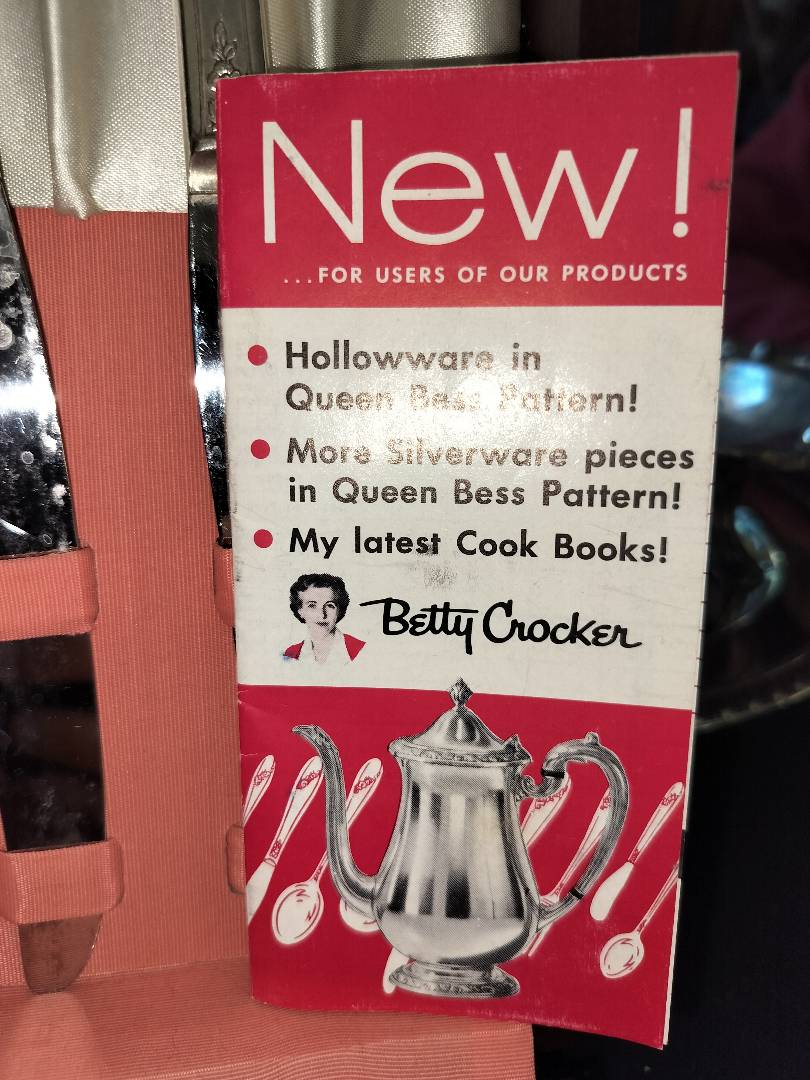 New!
...FOR USERS OF OUR PRODUCTS
Hollowware in
Queen Bess Pattern!
More Silverware pieces
in Queen Bess Pattern!
My latest Cook Books!
Betty Crocker